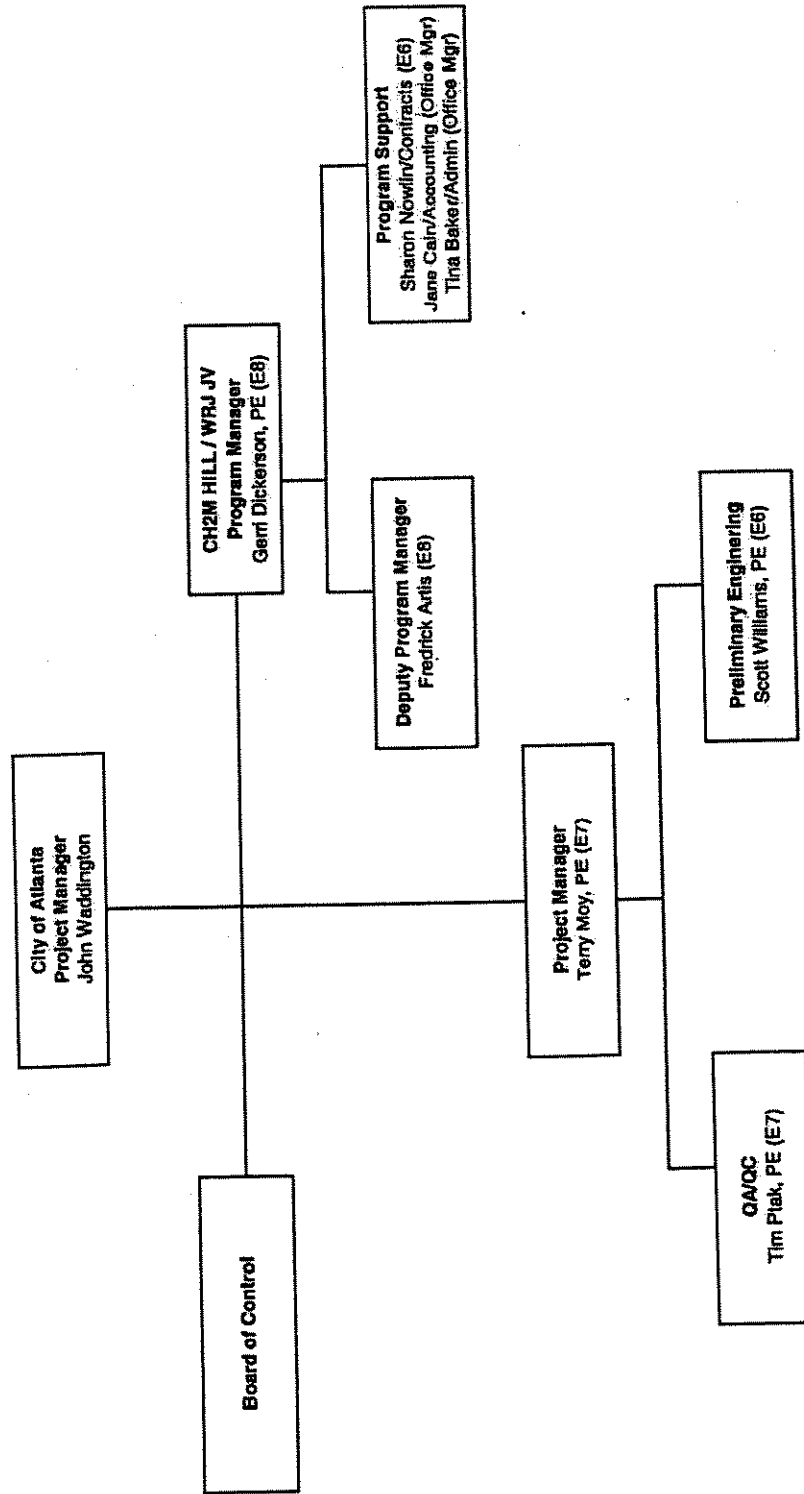 City of Atlanta
Project Manager
John Waddington
Board of Control
CH2M HILL / WRJ JV
Program Manager
Gerri Dickerson, PE (E8)
Deputy Program Manager
Fredrick Artis (E8)
Program Support
Sharon Nowlin/Contracts (E6)
Jane Cain/Accounting (Office Mgr)
Tina Baker/Admin (Office Mgr)
Project Manager
Terry Moy, PE (E7)
QA/QC
Tim Ptak, PE (E7)
Preliminary Enginering
Scott Williams, PE (E6)